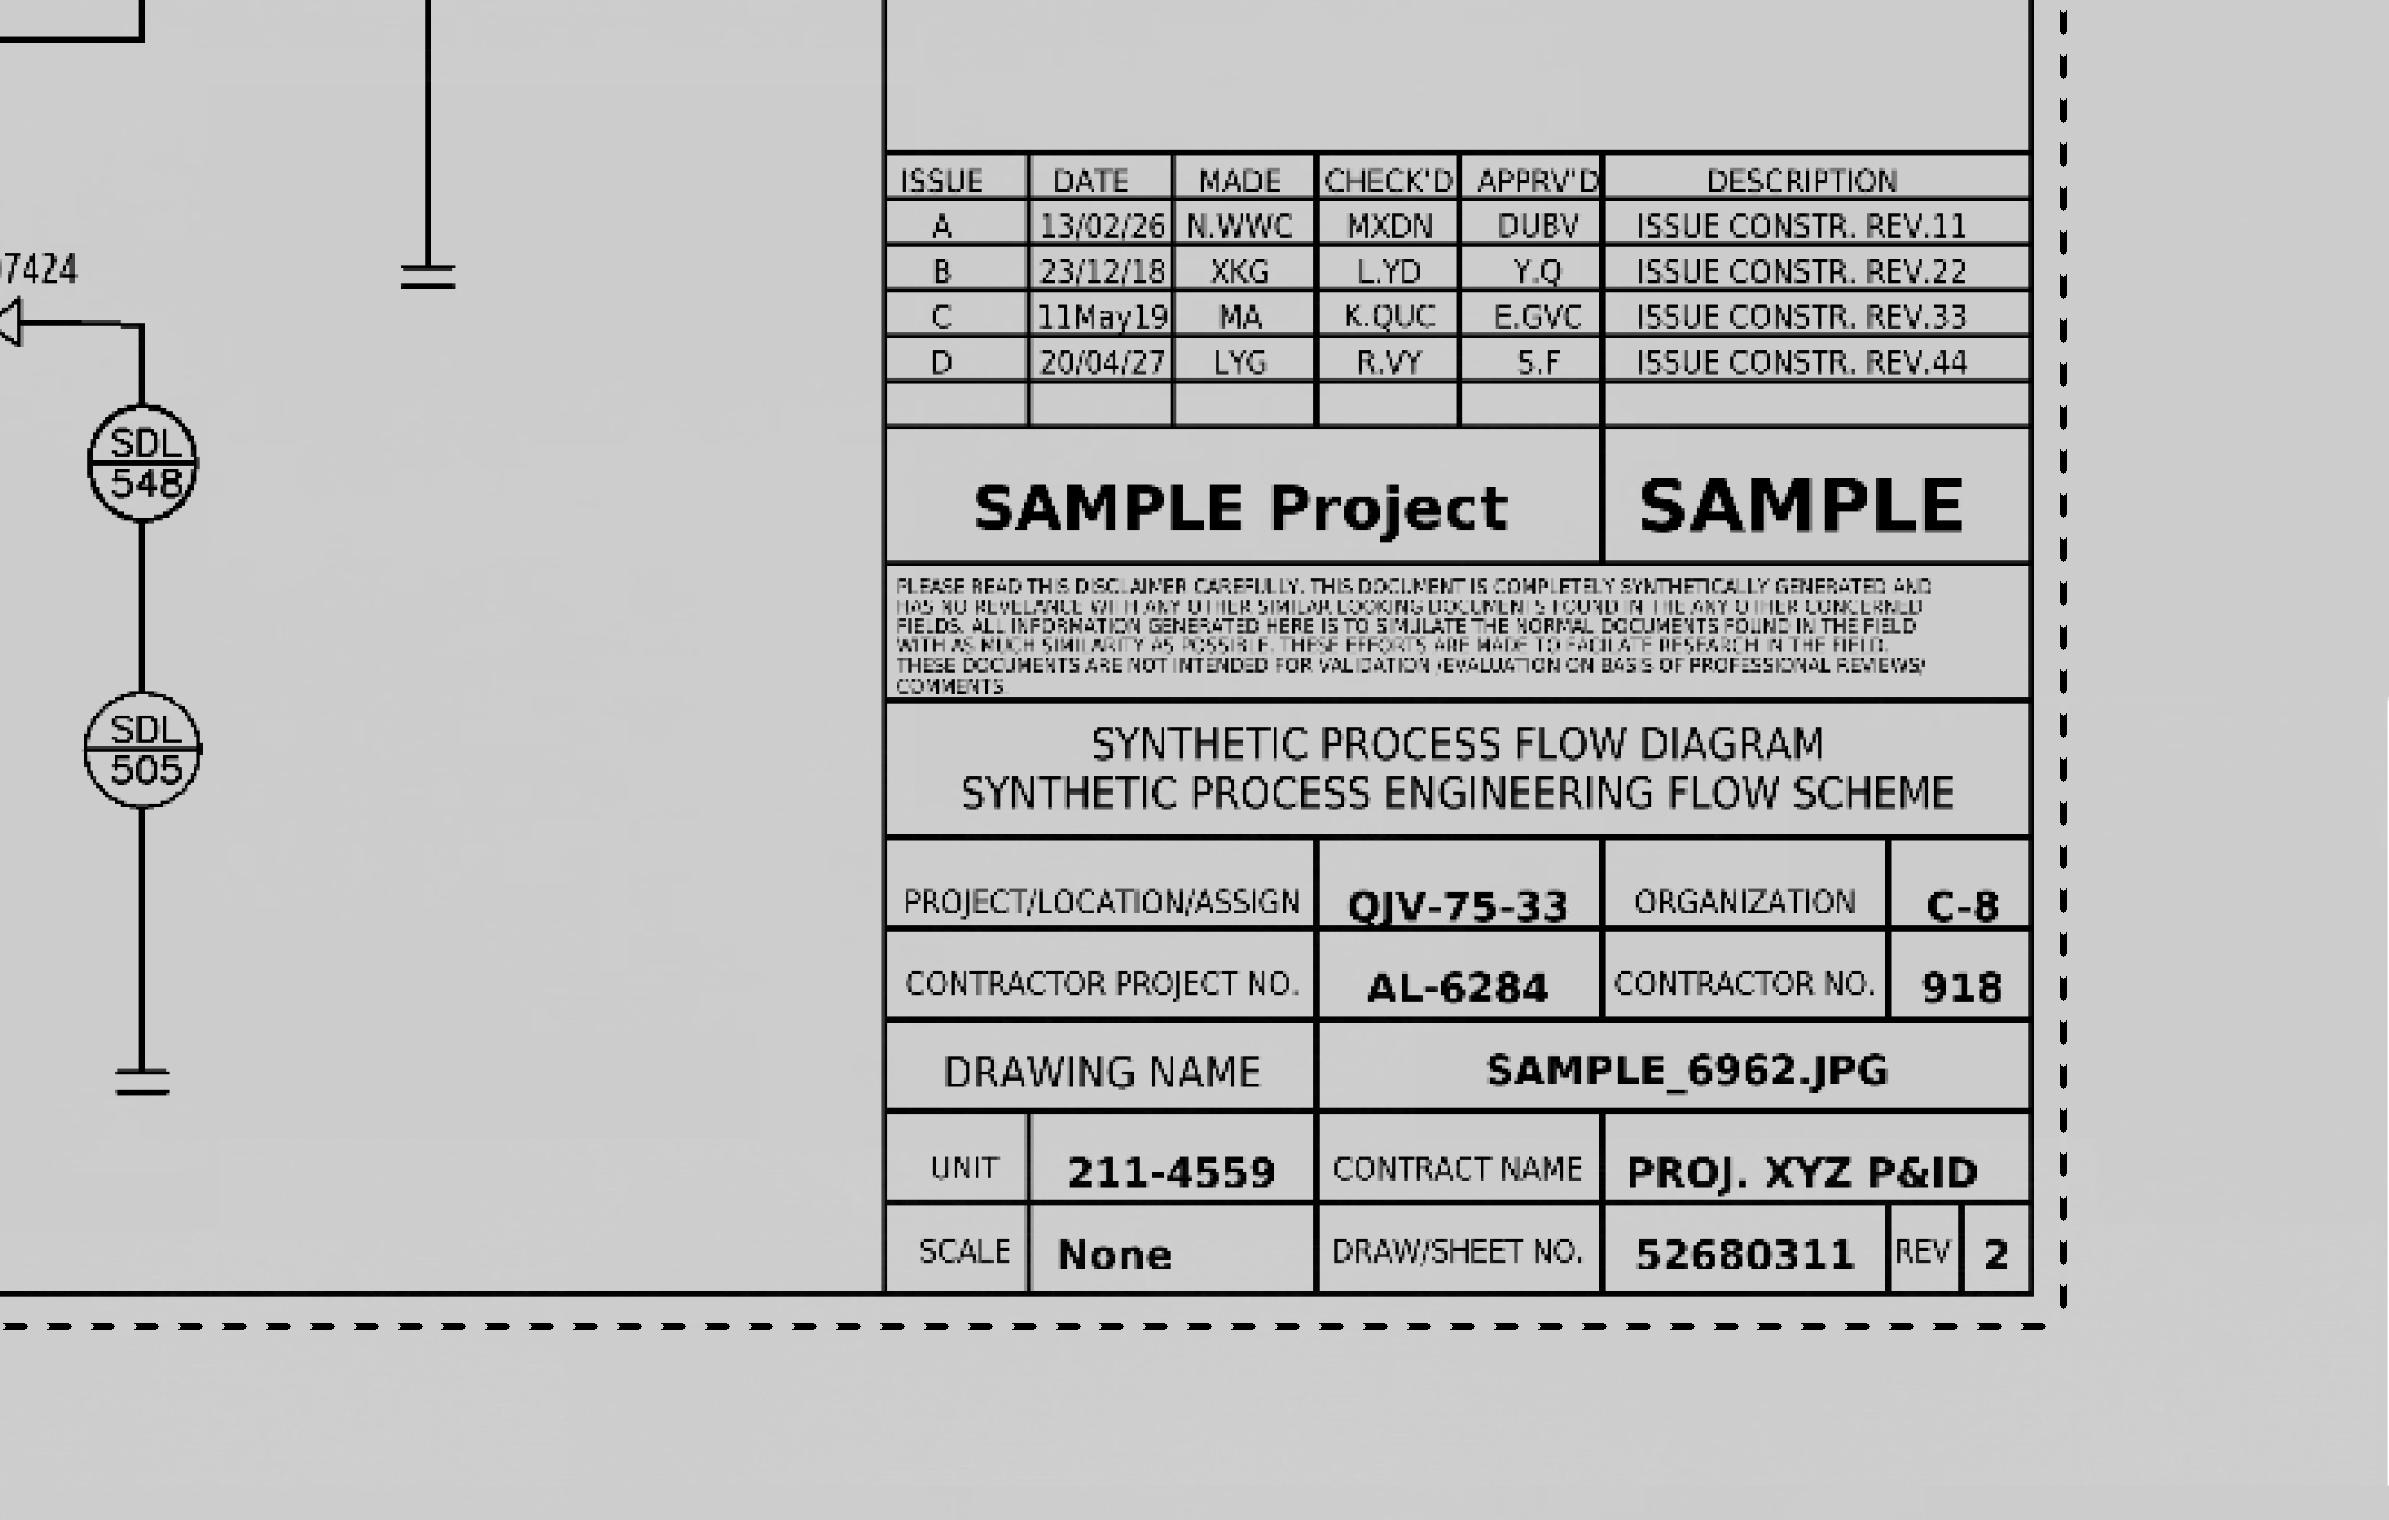 ISSUE DATE MADE CHECK'D APPRV'D DESCRIPTION
A 13/02/26 N.WWC MXDN DUBV ISSUE CONSTR. REV.11
B 23/12/18 XKG L.YD Y.Q ISSUE CONSTR. REV.22
C 11May19 MA K.QUC E.GVC ISSUE CONSTR. REV.33
D 20/04/27 LYG R.VY S.F ISSUE CONSTR. REV.44
7424
SDL
548
SDL
505
SAMPLE Project
SAMPLE
PLEASE READ THIS DISCLAIMER CAREFULLY. THIS DOCUMENT IS COMPLETELY SYNTHETICALLY GENERATED AND
HAS NO REVELANCE WITH ANY OTHER SIMILAR LOOKING DOCUMENTS FOUND IN THE ANY OTHER CONCERNED
FIELDS. ALL INFORMATION GENERATED HERE IS TO SIMULATE THE NORMAL DOCUMENTS FOUND IN THE FIELD
WITH AS MUCH SIMILARITY AS POSSIBLE. THESE EFFORTS ARE MADE TO FACILATE RESEARCH IN THE FIELD.
THESE DOCUMENTS ARE NOT INTENDED FOR VALIDATION /EVALUATION ON BASIS OF PROFESSIONAL REVIEWS/
COMMENTS.
SYNTHETIC PROCESS FLOW DIAGRAM
SYNTHETIC PROCESS ENGINEERING FLOW SCHEME
PROJECT/LOCATION/ASSIGN QJV-75-33 ORGANIZATION C-8
CONTRACTOR PROJECT NO. AL-6284 CONTRACTOR NO. 918
DRAWING NAME SAMPLE_6962.JPG
UNIT 211-4559 CONTRACT NAME PROJ. XYZ P&ID
SCALE None DRAW/SHEET NO. 52680311 REV 2